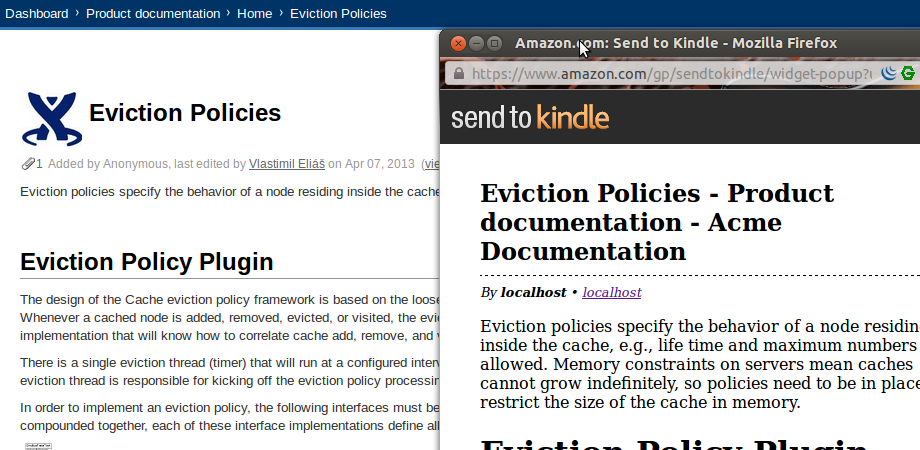 Dashboard › Product documentation › Home › Eviction Policies
Eviction Policies
1 Added by Anonymous, last edited by Vlastimil Eliáš on Apr 07, 2013 (vie
Eviction policies specify the behavior of a node residing inside the cache
Eviction Policy Plugin
The design of the Cache eviction policy framework is based on the loose
Whenever a cached node is added, removed, evicted, or visited, the evi
implementation that will know how to correlate cache add, remove, and
There is a single eviction thread (timer) that will run at a configured inter
eviction thread is responsible for kicking off the eviction policy processin
In order to implement an eviction policy, the following interfaces must be
compounded together, each of these interface implementations define all
Amazon.com: Send to Kindle - Mozilla Firefox
https://www.amazon.com/gp/sendtokindle/widget-popup?
send to kindle
Eviction Policies - Product
documentation - Acme
Documentation
By localhost • localhost
Eviction policies specify the behavior of a node residin
inside the cache, e.g., life time and maximum numbers
allowed. Memory constraints on servers mean caches
cannot grow indefinitely, so policies need to be in place
restrict the size of the cache in memory.
Eviction Policy Plugin